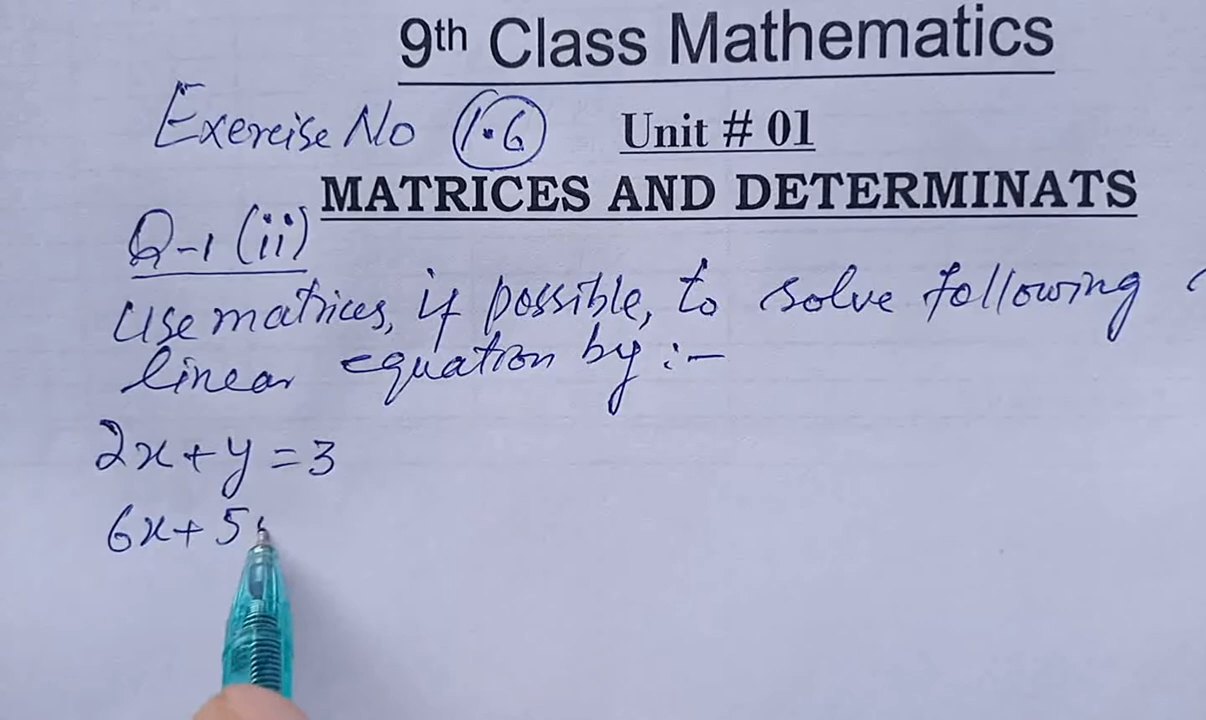 9th Class Mathematics
Exercise No 1.6 Unit # 01
MATRICES AND DETERMINATS
Q-1 (ii)
Use matrices, if possible, to solve following
linear equation by :-
2x + y = 3
6x + 5